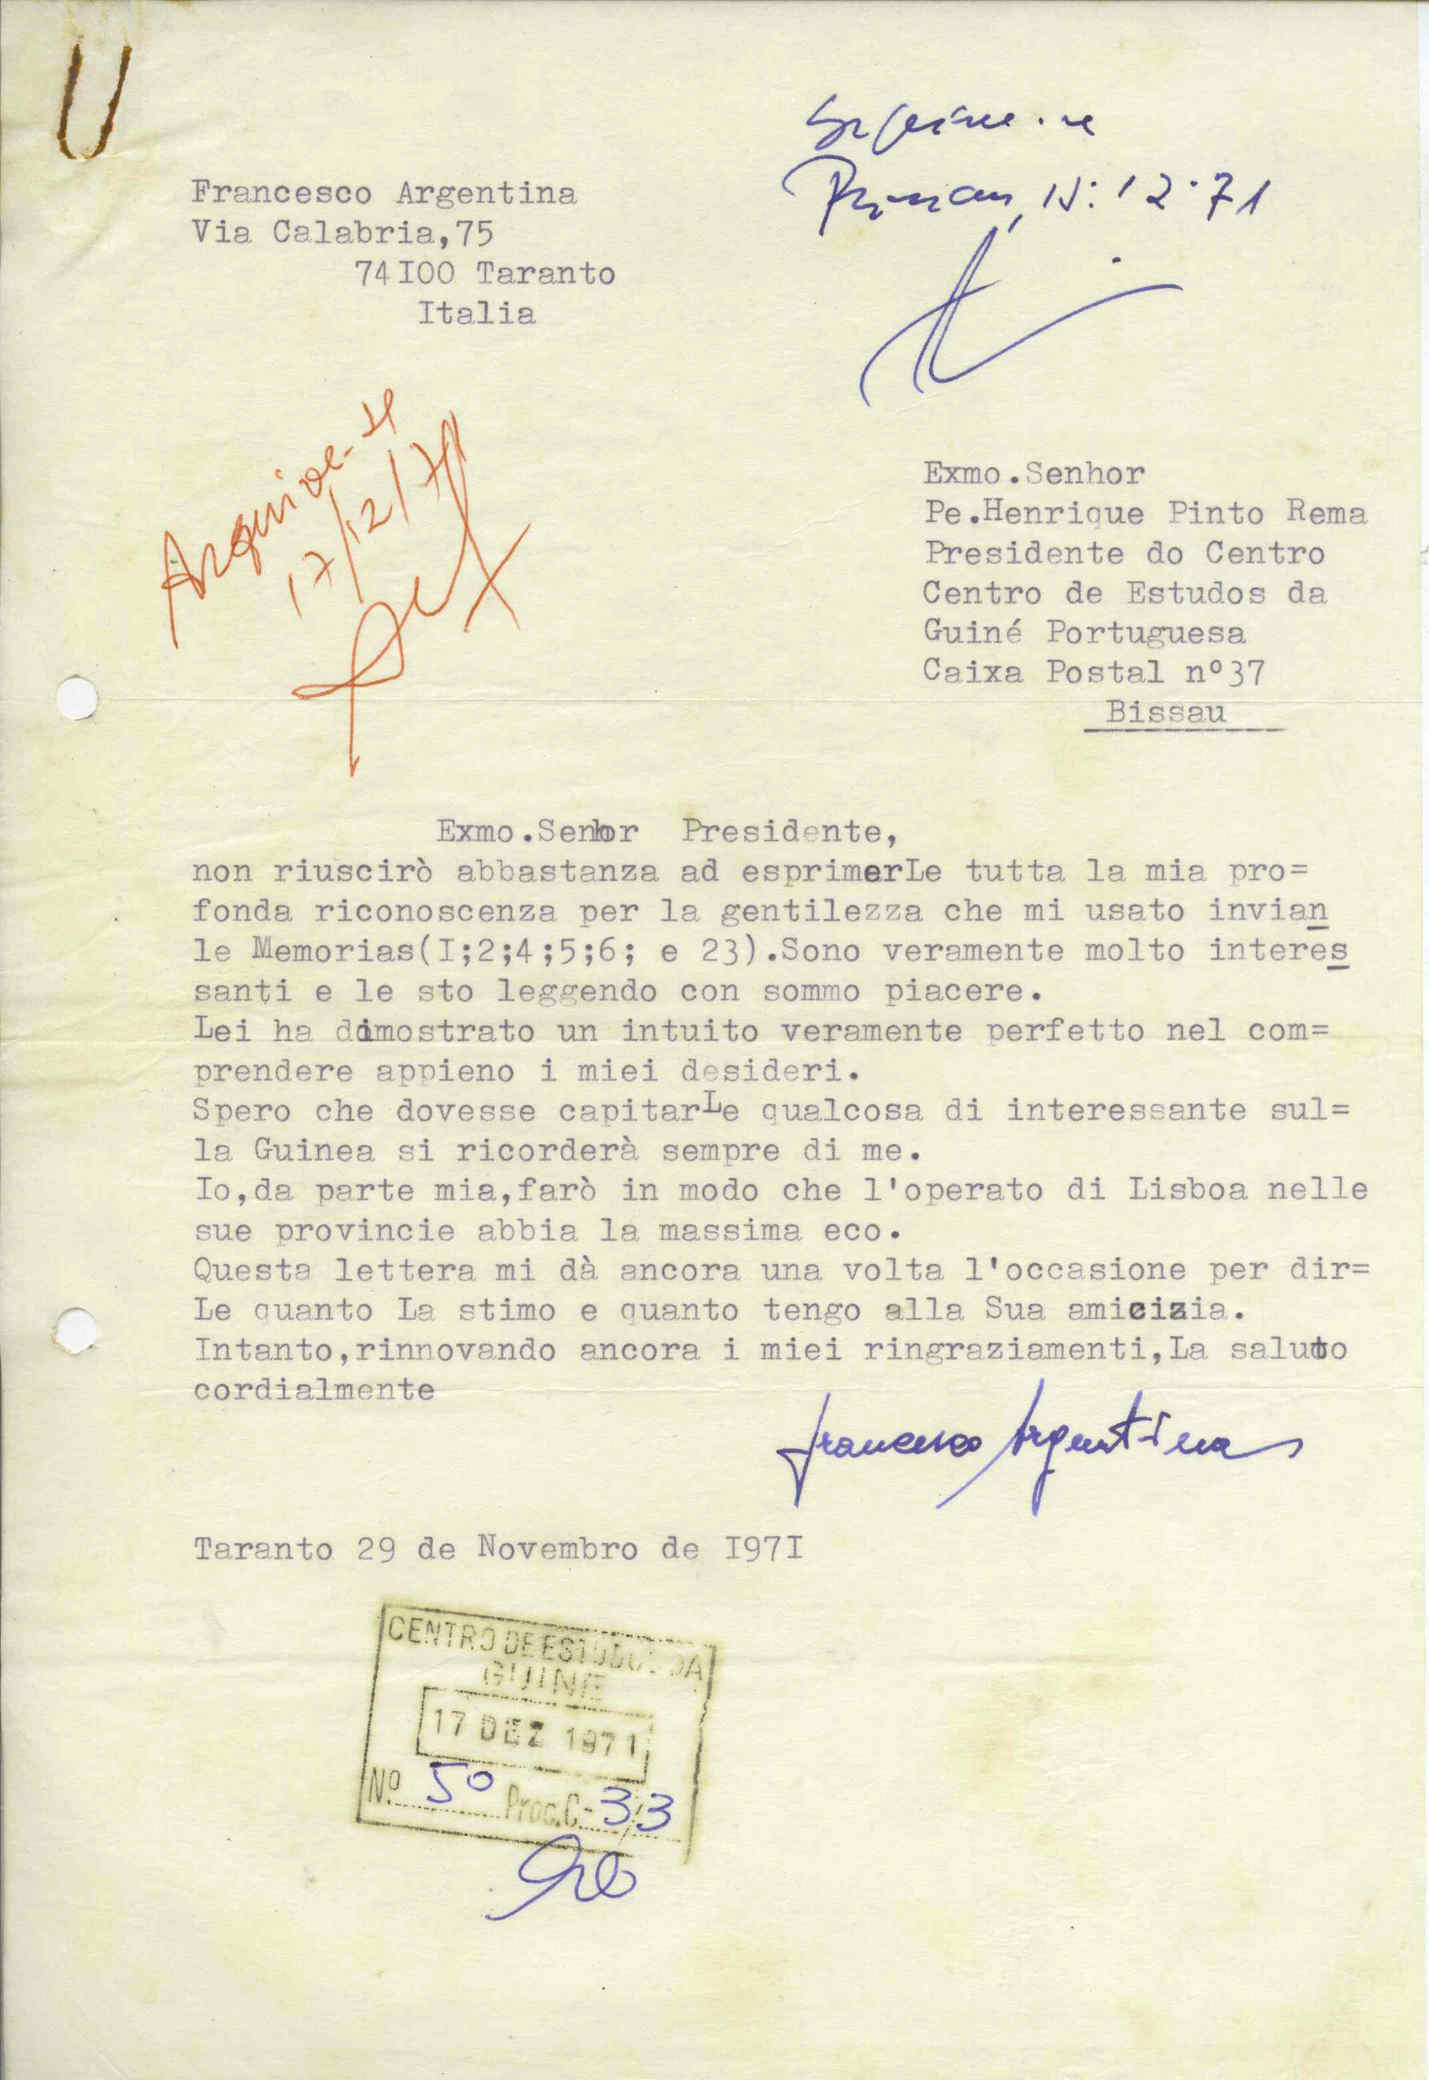 Francesco Argentina
Via Calabria,75
74I00 Taranto
Italia
12.71
Arquive-se
17/12/71
Exmo.Senhor
Pe.Henrique Pinto Rema
Presidente do Centro
Centro de Estudos da
Guiné Portuguesa
Caixa Postal nº37
Bissau
Exmo.Senhor Presidente,
non riuscirò abbastanza ad esprimerLe tutta la mia pro=
fonda riconoscenza per la gentilezza che mi usato invian
le Memorias(I;2;4;5;6; e 23).Sono veramente molto interes
santi e le sto leggendo con sommo piacere.
Lei ha dimostrato un intuito veramente perfetto nel com=
prendere appieno i miei desideri.
Spero che dovesse capitarLe qualcosa di interessante sul=
la Guinea si ricorderà sempre di me.
Io,da parte mia,farò in modo che l'operato di Lisboa nelle
sue provincie abbia la massima eco.
Questa lettera mi dà ancora una volta l'occasione per dir=
Le quanto La stimo e quanto tengo alla Sua amicizia.
Intanto,rinnovando ancora i miei ringraziamenti,La saluto
cordialmente
Francesco Argentina
Taranto 29 de Novembro de I97I
CENTRO DE ESTUDOS DA
GUINÉ
17 DEZ 1971
Nº 50 Proc.C-33